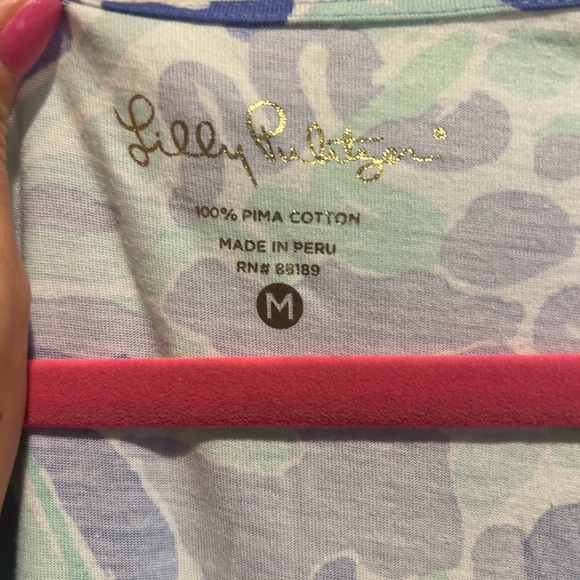 Lilly Pulitzer®
100% PIMA COTTON
MADE IN PERU
RN# 88189
M